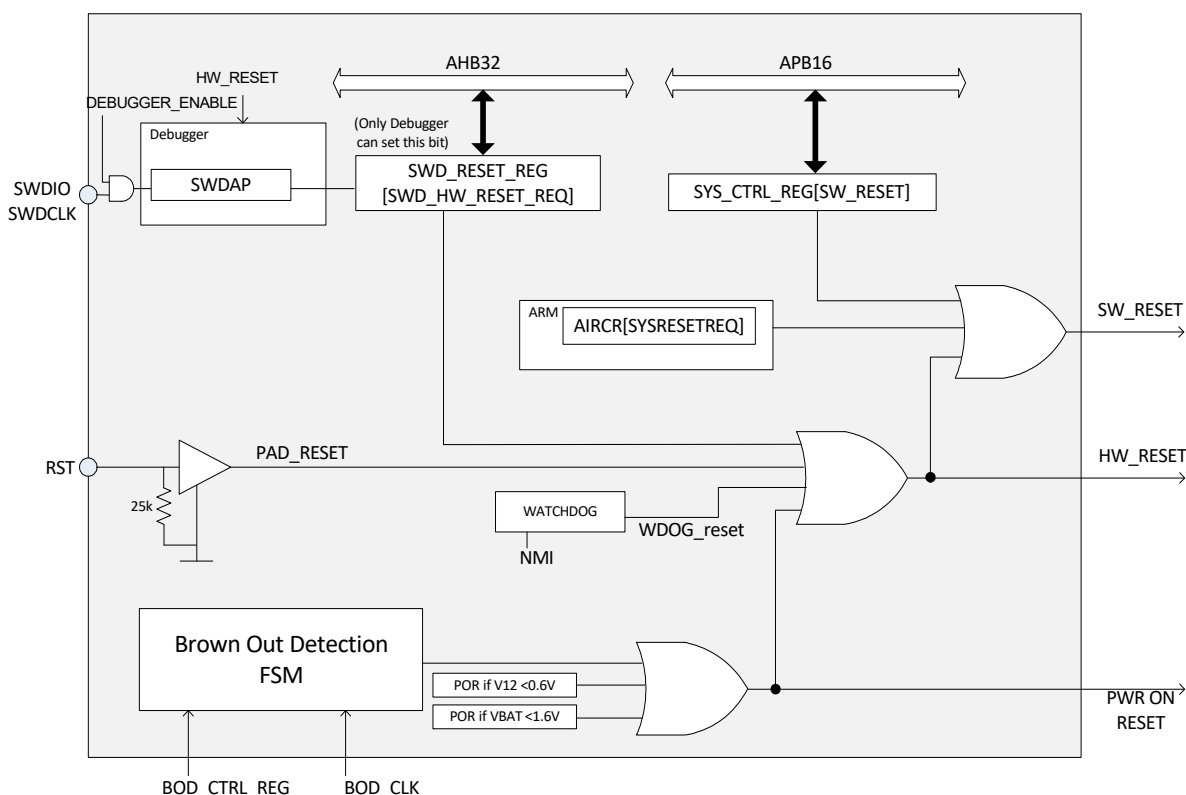 AHB32
APB16
HW_RESET
DEBUGGER_ENABLE
Debugger
(Only Debugger
can set this bit)
SWDAP
SWD_RESET_REG
[SWD_HW_RESET_REQ]
SYS_CTRL_REG[SW_RESET]
SWDIO
SWDCLK
ARM
AIRCR[SYSRESETREQ]
SW_RESET
RST
PAD_RESET
HW_RESET
25k
WATCHDOG
WDOG_reset
NMI
Brown Out Detection
FSM
POR if V12 <0.6V
POR if VBAT <1.6V
PWR ON
RESET
BOD_CTRL_REG
BOD_CLK